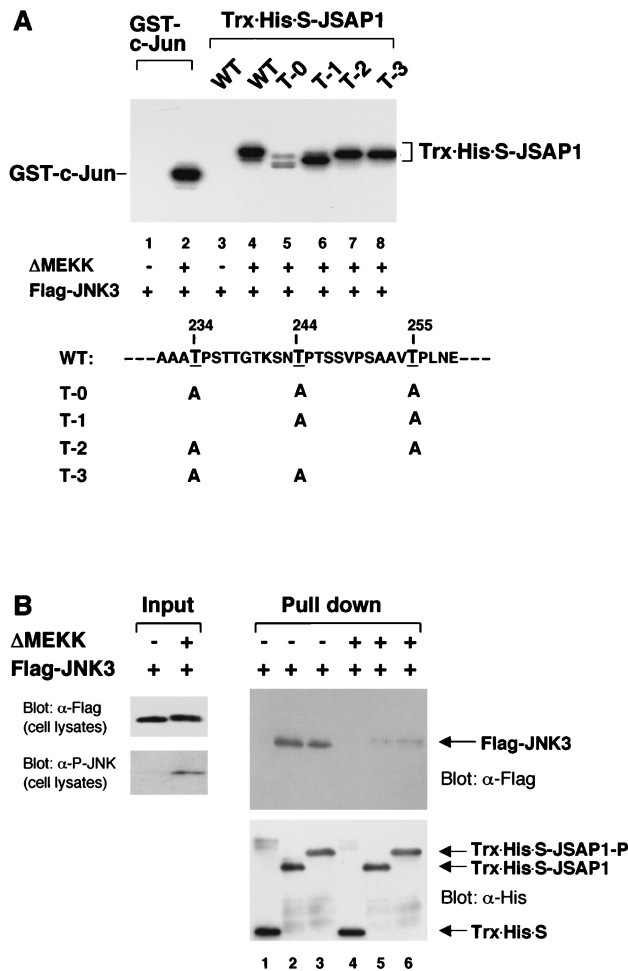 A
GST-
c-Jun
Trx·His·S-JSAP1
WT WT T-0 T-1 T-2 T-3
GST-c-Jun
Trx·His·S-JSAP1
1 2 3 4 5 6 7 8
ΔMEKK - + - + + + + +
Flag-JNK3 + + + + + + + +
234 244 255
WT: ---AAATPSTTGTKSNTPTSSVPSAAVTPLNE---
T-0 A A A
T-1 A A
T-2 A A
T-3 A A
B
Input Pull down
ΔMEKK - + - - - + + +
Flag-JNK3 + + + + + + + +
Blot: α-Flag
(cell lysates)
Blot: α-P-JNK
(cell lysates)
Flag-JNK3
Blot: α-Flag
Trx·His·S-JSAP1-P
Trx·His·S-JSAP1
Blot: α-His
Trx·His·S
1 2 3 4 5 6